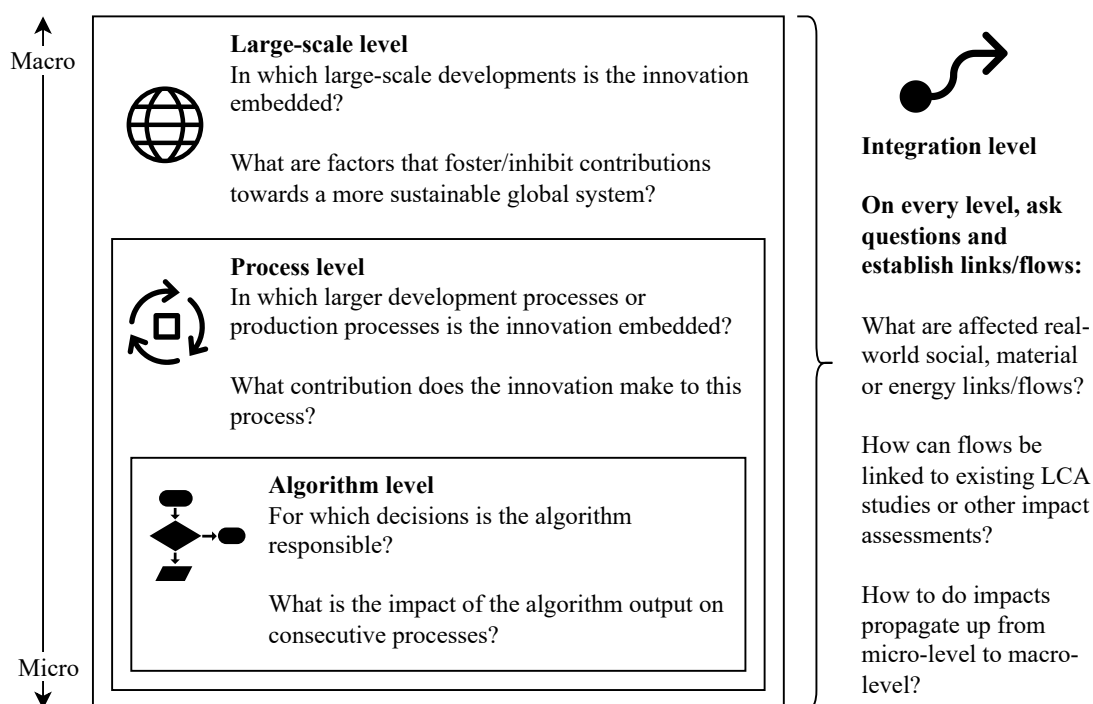 Macro
Large-scale level
In which large-scale developments is the innovation
embedded?
What are factors that foster/inhibit contributions
towards a more sustainable global system?
Process level
In which larger development processes or
production processes is the innovation embedded?
What contribution does the innovation make to this
process?
Algorithm level
For which decisions is the algorithm
responsible?
What is the impact of the algorithm output on
consecutive processes?
Micro
Integration level
On every level, ask
questions and
establish links/flows:
What are affected real-
world social, material
or energy links/flows?
How can flows be
linked to existing LCA
studies or other impact
assessments?
How to do impacts
propagate up from
micro-level to macro-
level?